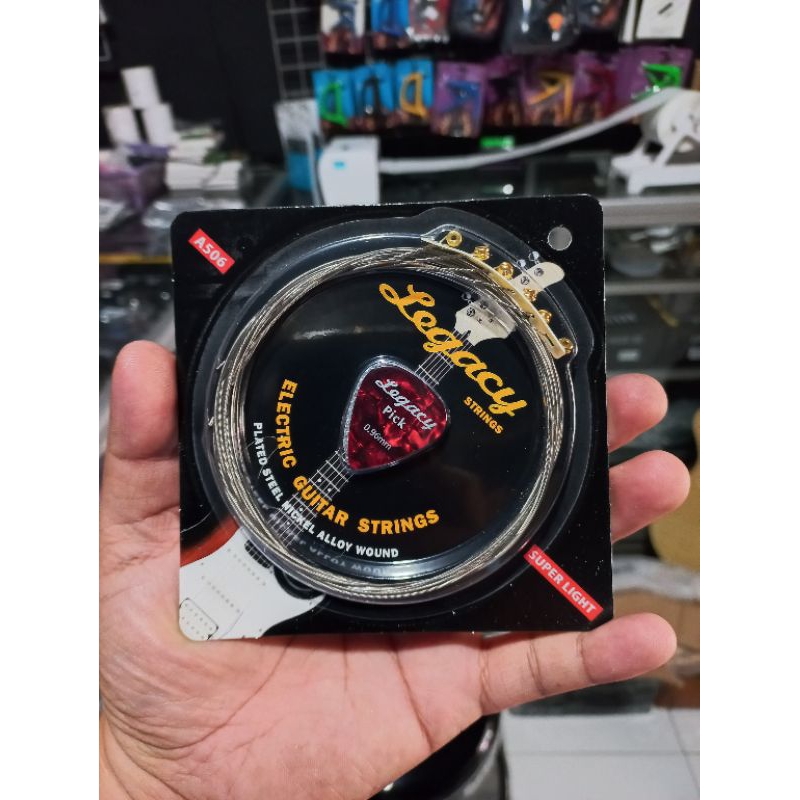 A506
Legacy
STRINGS
Legacy
Pick
0.96mm
ELECTRIC GUITAR STRINGS
PLATED STEEL NICKEL ALLOY WOUND
SUPER LIGHT